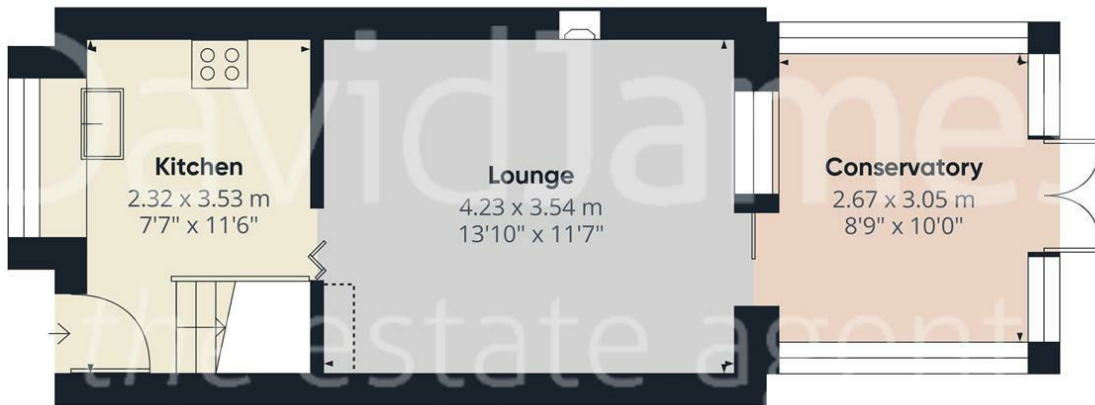 DavidJames
the estate agent
Kitchen
2.32 x 3.53 m
7'7" x 11'6"
Lounge
4.23 x 3.54 m
13'10" x 11'7"
Conservatory
2.67 x 3.05 m
8'9" x 10'0"